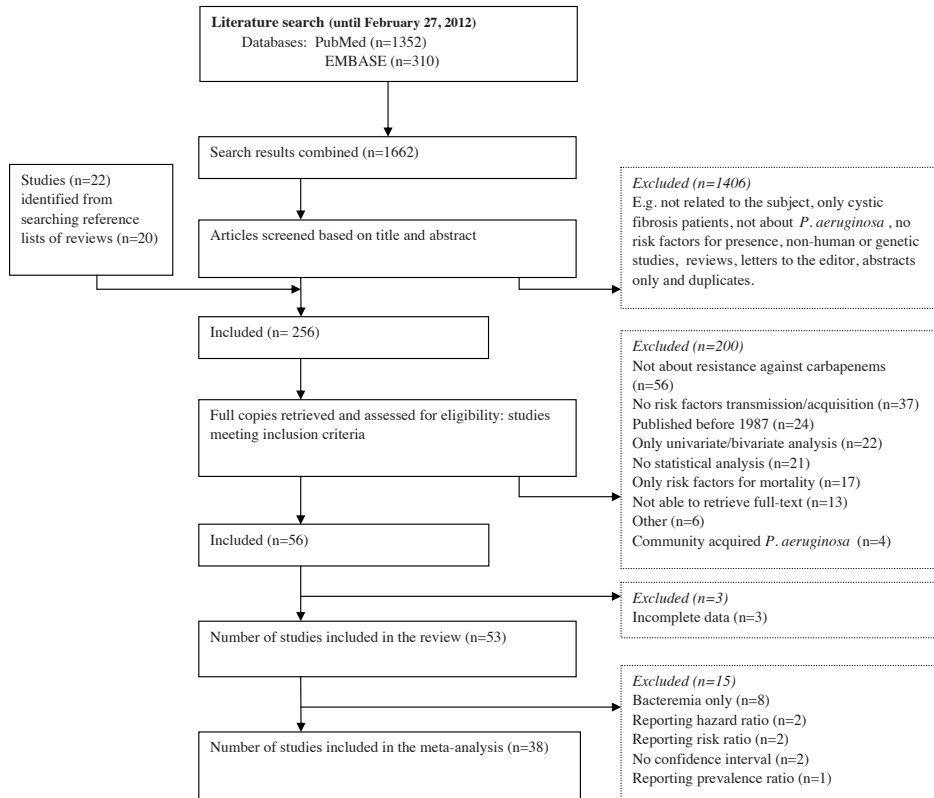 Literature search (until February 27, 2012)
Databases: PubMed (n=1352)
EMBASE (n=310)
Search results combined (n=1662)
Studies (n=22)
identified from
searching reference
lists of reviews (n=20)
Articles screened based on title and abstract
Excluded (n=1406)
E.g. not related to the subject, only cystic
fibrosis patients, not about P. aeruginosa , no
risk factors for presence, non-human or genetic
studies, reviews, letters to the editor, abstracts
only and duplicates.
Included (n= 256)
Full copies retrieved and assessed for eligibility: studies
meeting inclusion criteria
Excluded (n=200)
Not about resistance against carbapenems
(n=56)
No risk factors transmission/acquisition (n=37)
Published before 1987 (n=24)
Only univariate/bivariate analysis (n=22)
No statistical analysis (n=21)
Only risk factors for mortality (n=17)
Not able to retrieve full-text (n=13)
Other (n=6)
Community acquired P. aeruginosa (n=4)
Included (n=56)
Excluded (n=3)
Incomplete data (n=3)
Number of studies included in the review (n=53)
Excluded (n=15)
Bacteremia only (n=8)
Reporting hazard ratio (n=2)
Reporting risk ratio (n=2)
No confidence interval (n=2)
Reporting prevalence ratio (n=1)
Number of studies included in the meta-analysis (n=38)